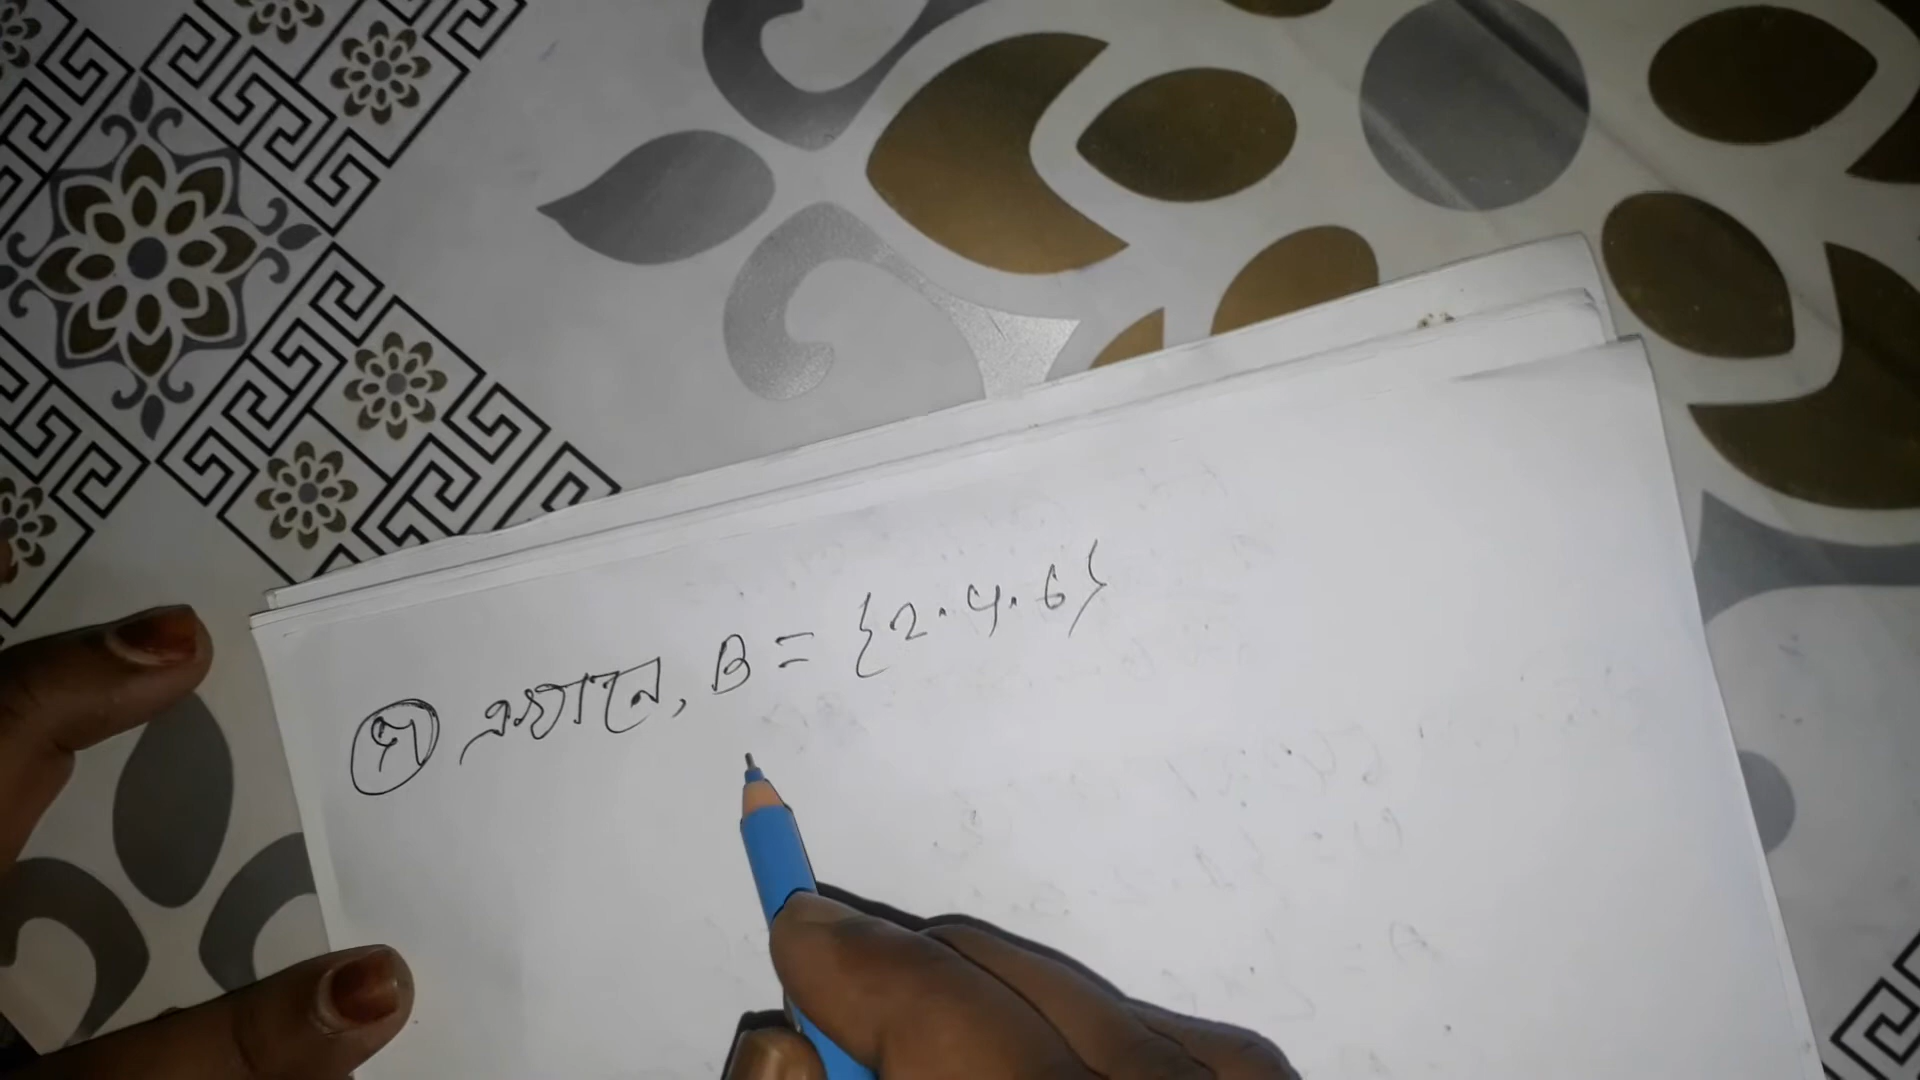 গ এখানে, B = {2.4.6}